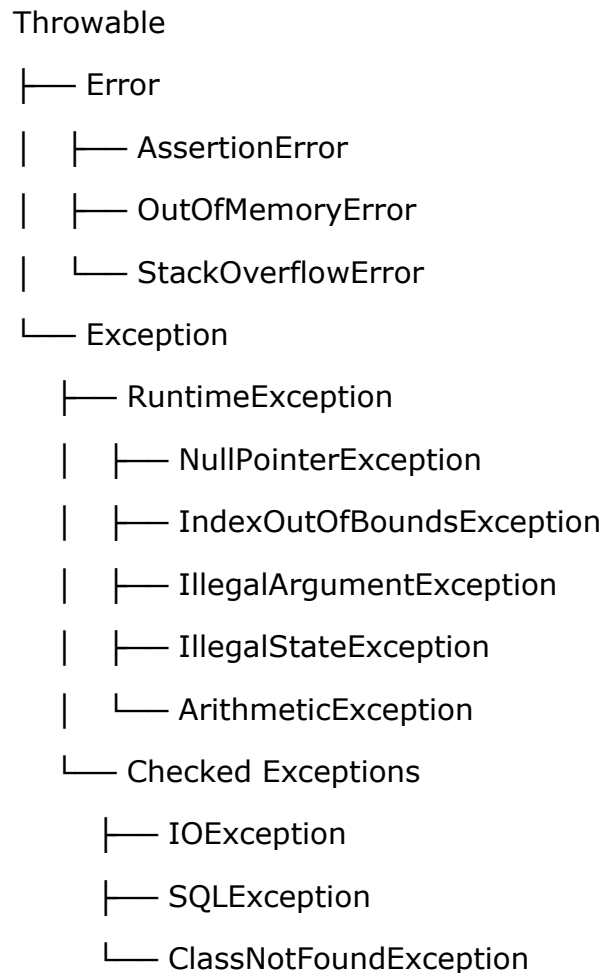 Throwable
├── Error
│   ├── AssertionError
│   ├── OutOfMemoryError
│   └── StackOverflowError
└── Exception
    ├── RuntimeException
    │   ├── NullPointerException
    │   ├── IndexOutOfBoundsException
    │   ├── IllegalArgumentException
    │   ├── IllegalStateException
    │   └── ArithmeticException
    └── Checked Exceptions
        ├── IOException
        ├── SQLException
        └── ClassNotFoundException